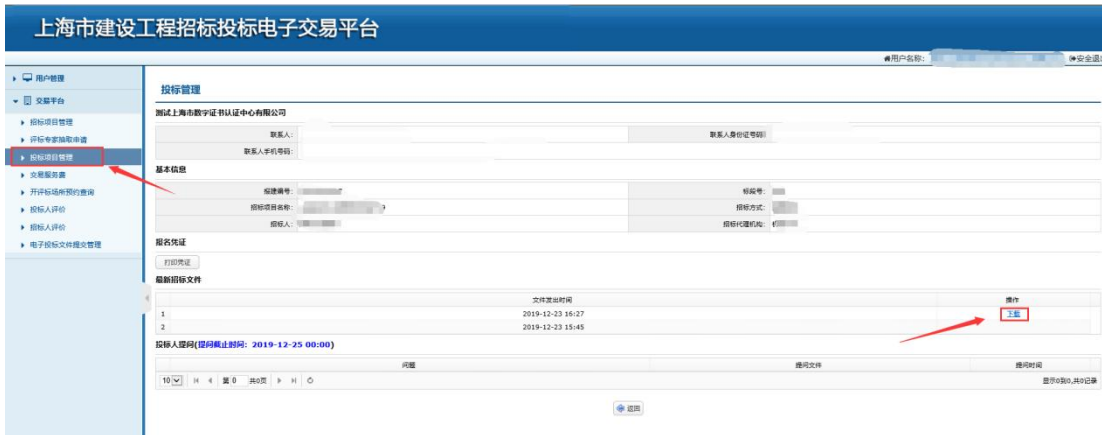 上海市建设工程招标投标电子交易平台
用户名称:
安全退
用户管理
交易平台
招标项目管理
评标专家抽取申请
投标项目管理
交易服务费
开评标场所预约查询
投标人评价
招标人评价
电子投标文件提交管理
投标管理
测试上海市数字证书认证中心有限公司
联系人:
联系人身份证号码:
联系人手机号码:
基本信息
报建编号:
标段号:
招标项目名称:
招标方式:
招标人:
招标代理机构:
报名凭证
打印凭证
最新招标文件
文件发出时间 操作
1 2019-12-23 16:27 下载
2 2019-12-23 15:45
投标人提问(提问截止时间: 2019-12-25 00:00)
问题 提问文件 提问时间
10 第 0 共0页 显示0到0,共0记录
返回